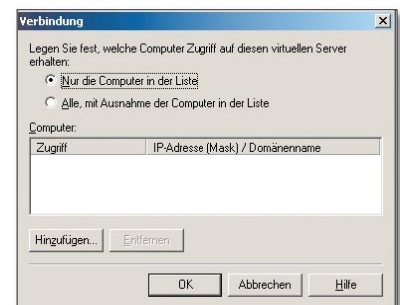 Verbindung
Legen Sie fest, welche Computer Zugriff auf diesen virtuellen Server
erhalten:
Nur die Computer in der Liste
Alle, mit Ausnahme der Computer in der Liste
Computer:
Zugriff IP-Adresse (Mask) / Domänenname
Hinzufügen... Entfernen
OK Abbrechen Hilfe